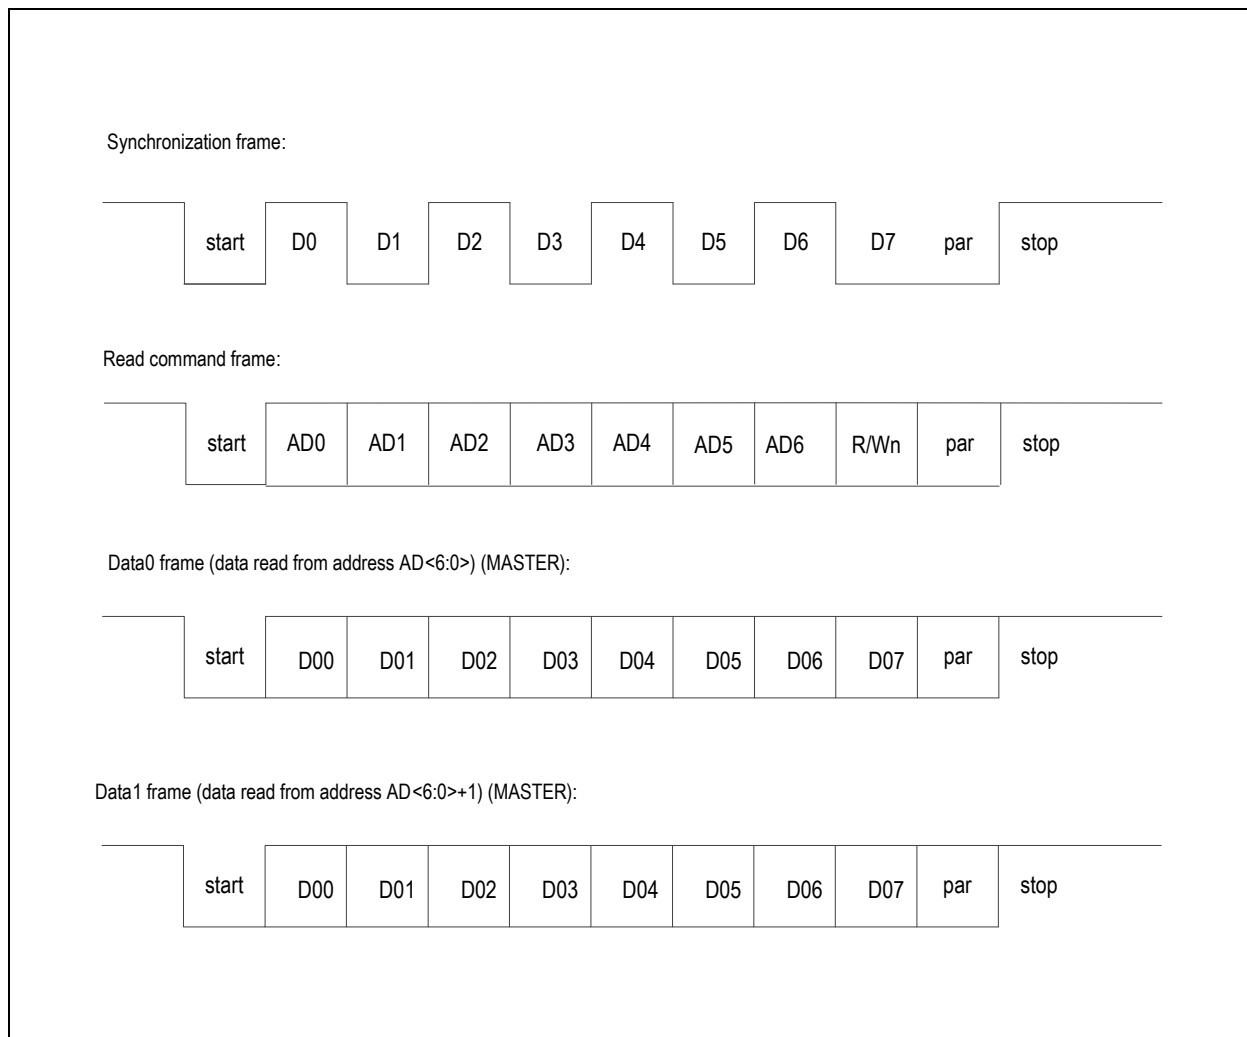 Synchronization frame:
start D0 D1 D2 D3 D4 D5 D6 D7 par stop
Read command frame:
start AD0 AD1 AD2 AD3 AD4 AD5 AD6 R/Wn par stop
Data0 frame (data read from address AD<6:0>) (MASTER):
start D00 D01 D02 D03 D04 D05 D06 D07 par stop
Data1 frame (data read from address AD<6:0>+1) (MASTER):
start D00 D01 D02 D03 D04 D05 D06 D07 par stop